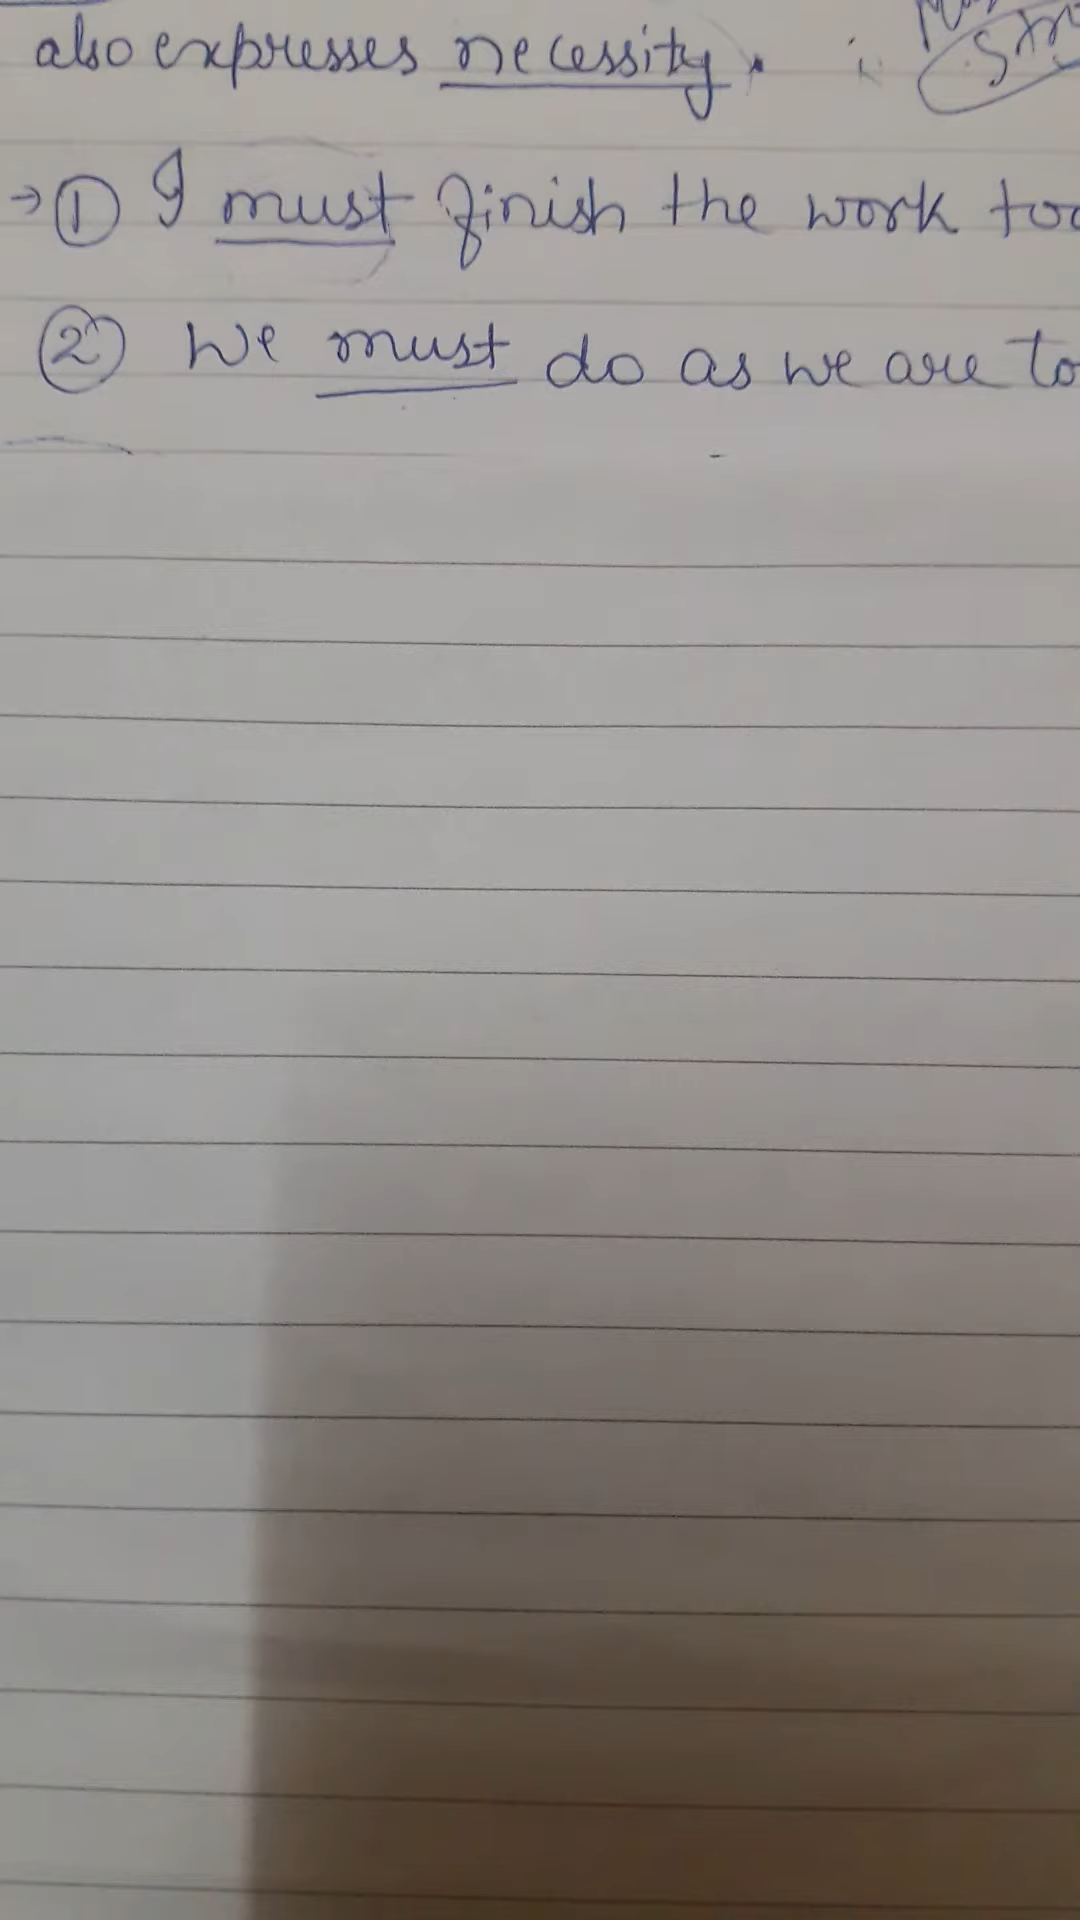 also expresses necessity.
→ ① I must finish the work
② We must do as we are